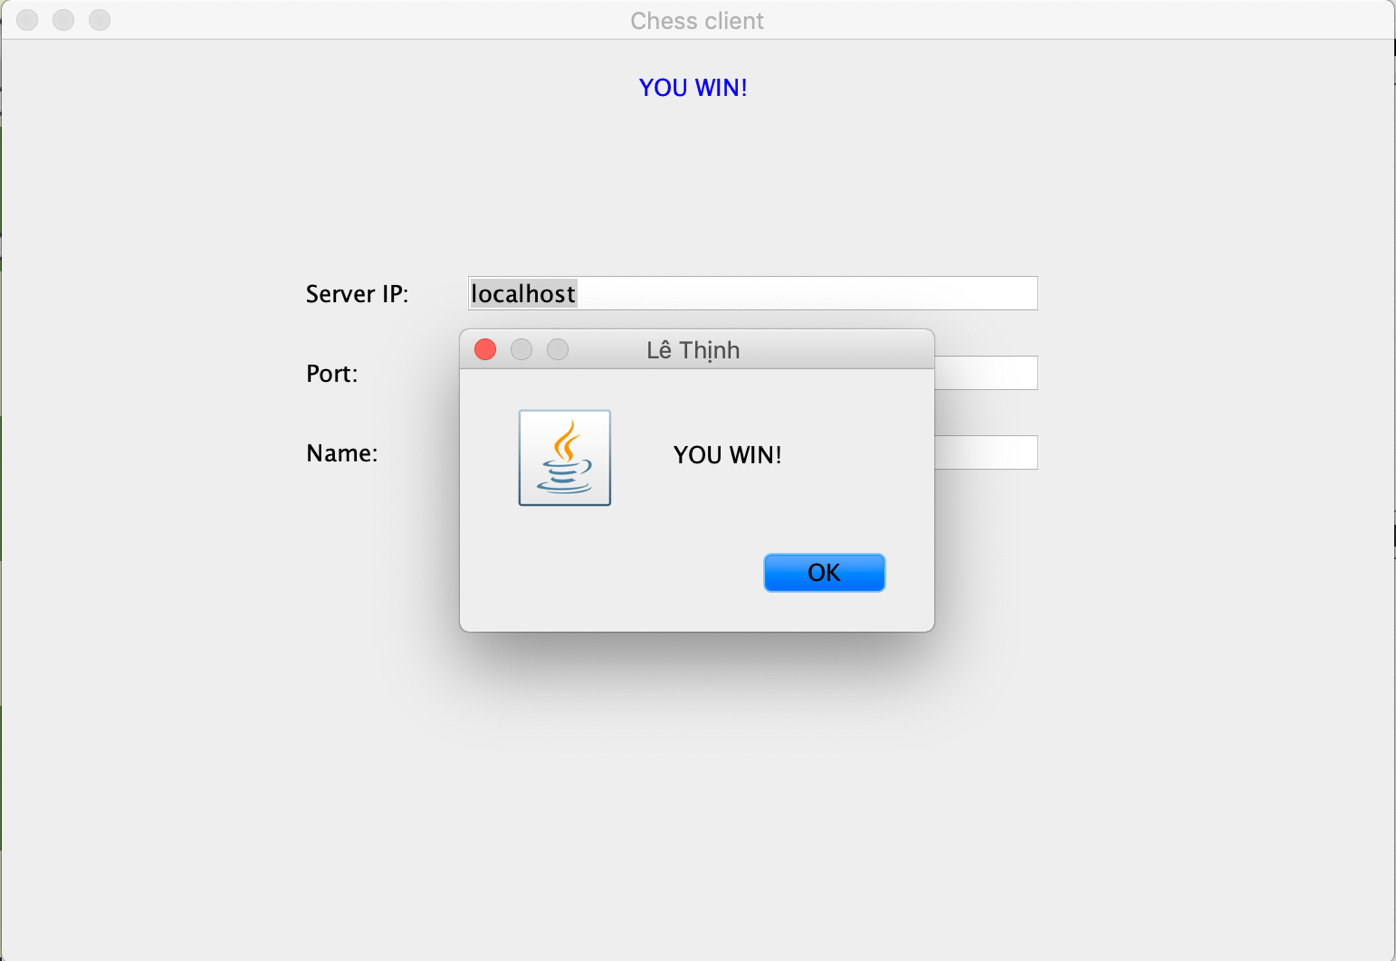 Chess client
YOU WIN!
Server IP: localhost
Lê Thịnh
Port:
Name:
YOU WIN!
OK